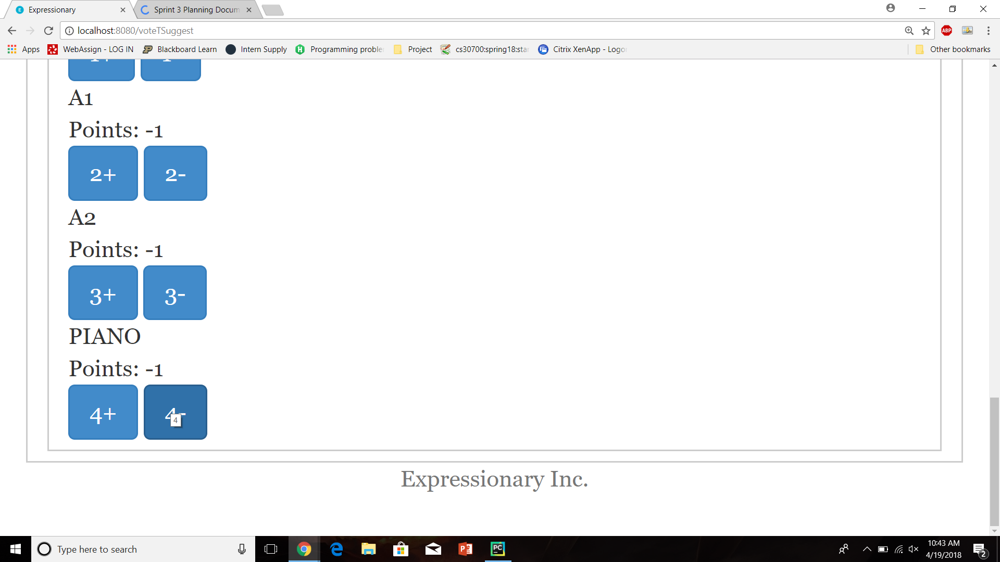 Expressionary
Sprint 3 Planning Docum
localhost:8080/voteTSuggest
ABP
Apps
WebAssign - LOG IN
Blackboard Learn
Intern Supply
Programming proble
Project
cs30700:spring18:sta
Citrix XenApp - Logo
Other bookmarks
A1
Points: -1
2+ 2-
A2
Points: -1
3+ 3-
PIANO
Points: -1
4+ 4-
4
Expressionary Inc.
Type here to search
10:43 AM
4/19/2018
2